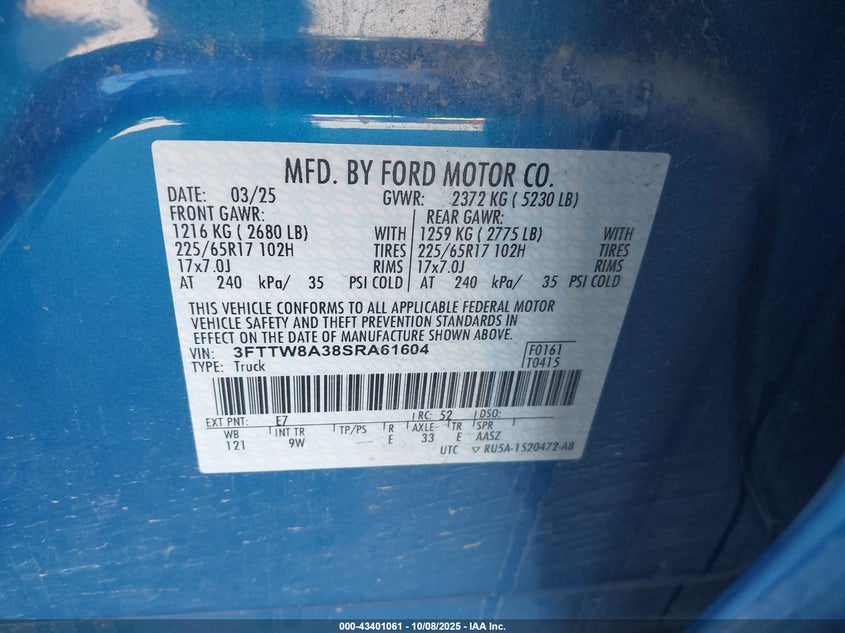 MFD. BY FORD MOTOR CO.
DATE: 03/25 GVWR: 2372 KG ( 5230 LB)
FRONT GAWR: REAR GAWR:
1216 KG ( 2680 LB) WITH 1259 KG ( 2775 LB) WITH
225/65R17 102H TIRES 225/65R17 102H TIRES
17x7.0J RIMS 17x7.0J RIMS
AT 240 kPa/ 35 PSI COLD AT 240 kPa/ 35 PSI COLD
THIS VEHICLE CONFORMS TO ALL APPLICABLE FEDERAL MOTOR
VEHICLE SAFETY AND THEFT PREVENTION STANDARDS IN
EFFECT ON THE DATE OF MANUFACTURE SHOWN ABOVE.
VIN: 3FTTW8A38SRA61604 F0161
TYPE: Truck T0415
EXT PNT: E7 RC: 52 DSO:
WB INT TR TP/PS R AXLE TR SPR
121 9W E 33 E AASZ
UTC ▽ RU5A-1520472-AB
000-43401061 - 10/08/2025 - IAA Inc.